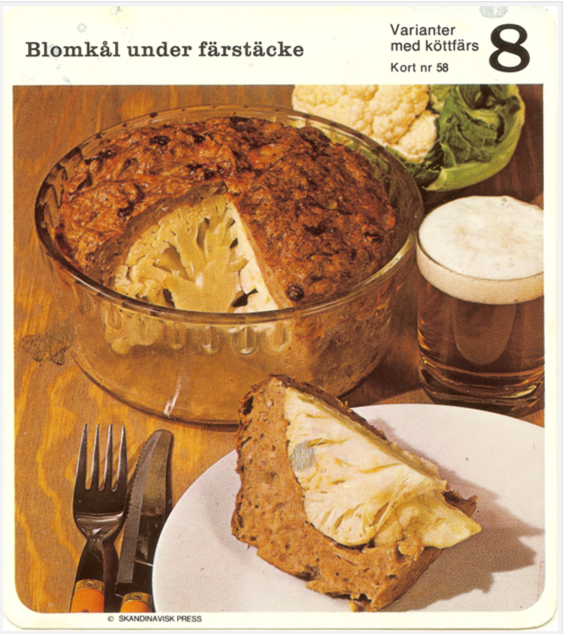 Blomkål under färstäcke
Varianter
med köttfärs
8
Kort nr 58
© SKANDINAVISK PRESS